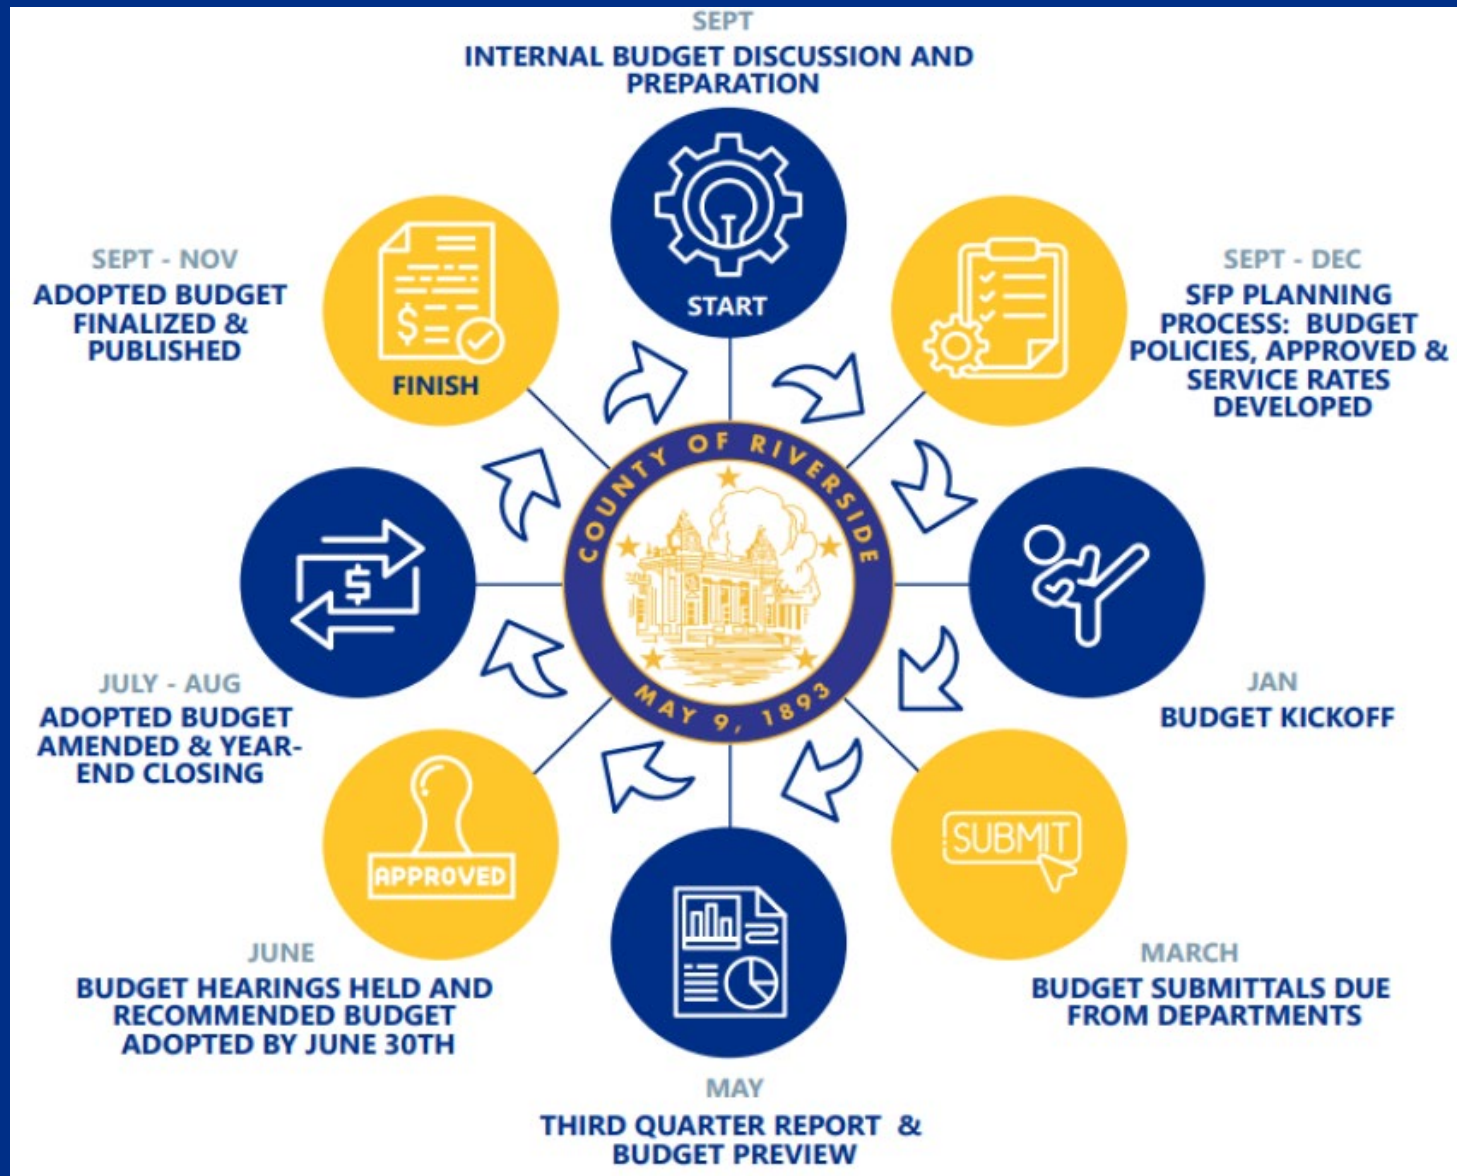 SEPT
INTERNAL BUDGET DISCUSSION AND
PREPARATION
START
SEPT - DEC
SFP PLANNING
PROCESS: BUDGET
POLICIES, APPROVED &
SERVICE RATES
DEVELOPED
JAN
BUDGET KICKOFF
SUBMIT
MARCH
BUDGET SUBMITTALS DUE
FROM DEPARTMENTS
MAY
THIRD QUARTER REPORT &
BUDGET PREVIEW
APPROVED
JUNE
BUDGET HEARINGS HELD AND
RECOMMENDED BUDGET
ADOPTED BY JUNE 30TH
$
JULY - AUG
ADOPTED BUDGET
AMENDED & YEAR-
END CLOSING
SEPT - NOV
ADOPTED BUDGET
FINALIZED &
PUBLISHED
$
FINISH
COUNTY OF RIVERSIDE
MAY 9, 1893